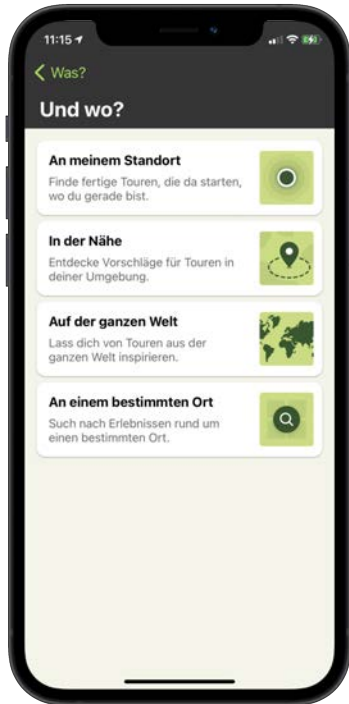 11:15
Was?
Und wo?
An meinem Standort
Finde fertige Touren, die da starten,
wo du gerade bist.
In der Nähe
Entdecke Vorschläge für Touren in
deiner Umgebung.
Auf der ganzen Welt
Lass dich von Touren aus der
ganzen Welt inspirieren.
An einem bestimmten Ort
Such nach Erlebnissen rund um
einen bestimmten Ort.